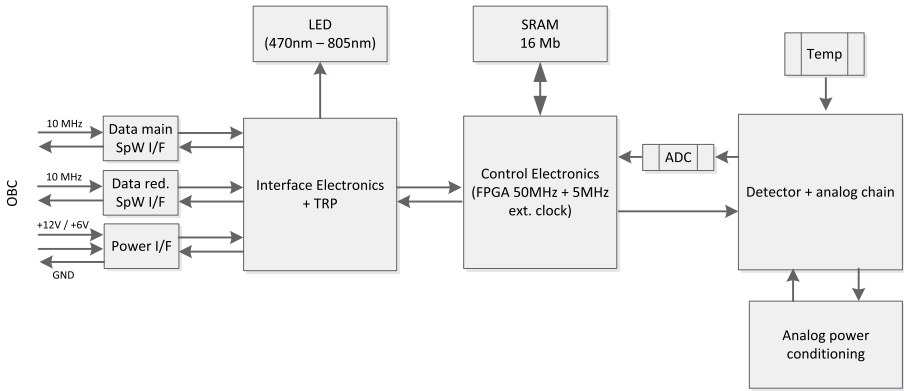 LED
(470nm – 805nm)
SRAM
16 Mb
Temp
OBC
10 MHz
Data main
SpW I/F
10 MHz
Data red.
SpW I/F
+12V / +6V
Power I/F
GND
Interface Electronics
+ TRP
Control Electronics
(FPGA 50MHz + 5MHz
ext. clock)
ADC
Detector + analog chain
Analog power
conditioning